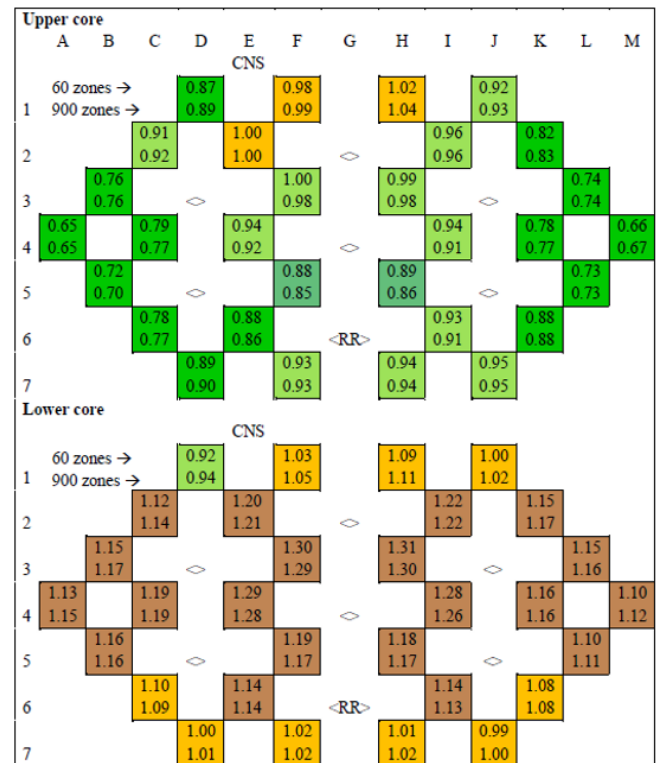 Upper core
A B C D E F G H I J K L M
CNS
60 zones → 0.87 0.98 1.02 0.92
1 900 zones → 0.89 0.99 1.04 0.93
0.91 1.00 0.96 0.82
2 0.92 1.00 <> 0.96 0.83
0.76 1.00 0.99 0.74
3 0.76 <> 0.98 0.98 <> 0.74
0.65 0.79 0.94 0.94 0.78 0.66
4 0.65 0.77 0.92 <> 0.91 0.77 0.67
0.72 0.88 0.89 0.73
5 0.70 <> 0.85 0.86 <> 0.73
0.78 0.88 0.93 0.88
6 0.77 0.86 <RR> 0.91 0.88
0.89 0.93 0.94 0.95
7 0.90 0.93 0.94 0.95
Lower core
CNS
60 zones → 0.92 1.03 1.09 1.00
1 900 zones → 0.94 1.05 1.11 1.02
1.12 1.20 1.22 1.15
2 1.14 1.21 <> 1.22 1.17
1.15 1.30 1.31 1.15
3 1.17 <> 1.29 1.30 <> 1.16
1.13 1.19 1.29 1.28 1.16 1.10
4 1.15 1.19 1.28 <> 1.26 1.16 1.12
1.16 1.19 1.18 1.10
5 1.16 <> 1.17 1.17 <> 1.11
1.10 1.14 1.14 1.08
6 1.09 1.14 <RR> 1.13 1.08
1.00 1.02 1.01 0.99
7 1.01 1.02 1.02 1.00